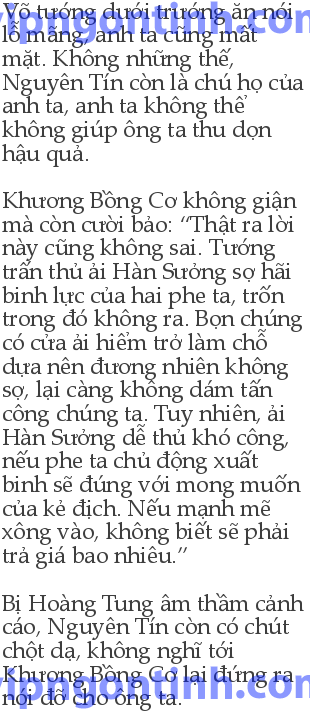 Võ tướng dưới trướng ăn nói
lỗ mãng, anh ta cũng mất
mặt. Không những thế,
Nguyên Tín còn là chú họ của
anh ta, anh ta không thể
không giúp ông ta thu dọn
hậu quả.
Khương Bồng Cơ không giận
mà còn cười bảo: “Thật ra lời
này cũng không sai. Tướng
trấn thủ ải Hàn Sưởng sợ hãi
binh lực của hai phe ta, trốn
trong đó không ra. Bọn chúng
có cửa ải hiểm trở làm chỗ
dựa nên đương nhiên không
sợ, lại càng không dám tấn
công chúng ta. Tuy nhiên, ải
Hàn Sưởng dễ thủ khó công,
nếu phe ta chủ động xuất
binh sẽ đúng với mong muốn
của kẻ địch. Nếu mạnh mẽ
xông vào, không biết sẽ phải
trả giá bao nhiêu.”
Bị Hoàng Tung âm thầm cảnh
cáo, Nguyên Tín còn có chút
chột dạ, không nghĩ tới
Khương Bồng Cơ lại đứng ra
nói đỡ cho ông ta.
vipngontinh.com
vipngontinh.com